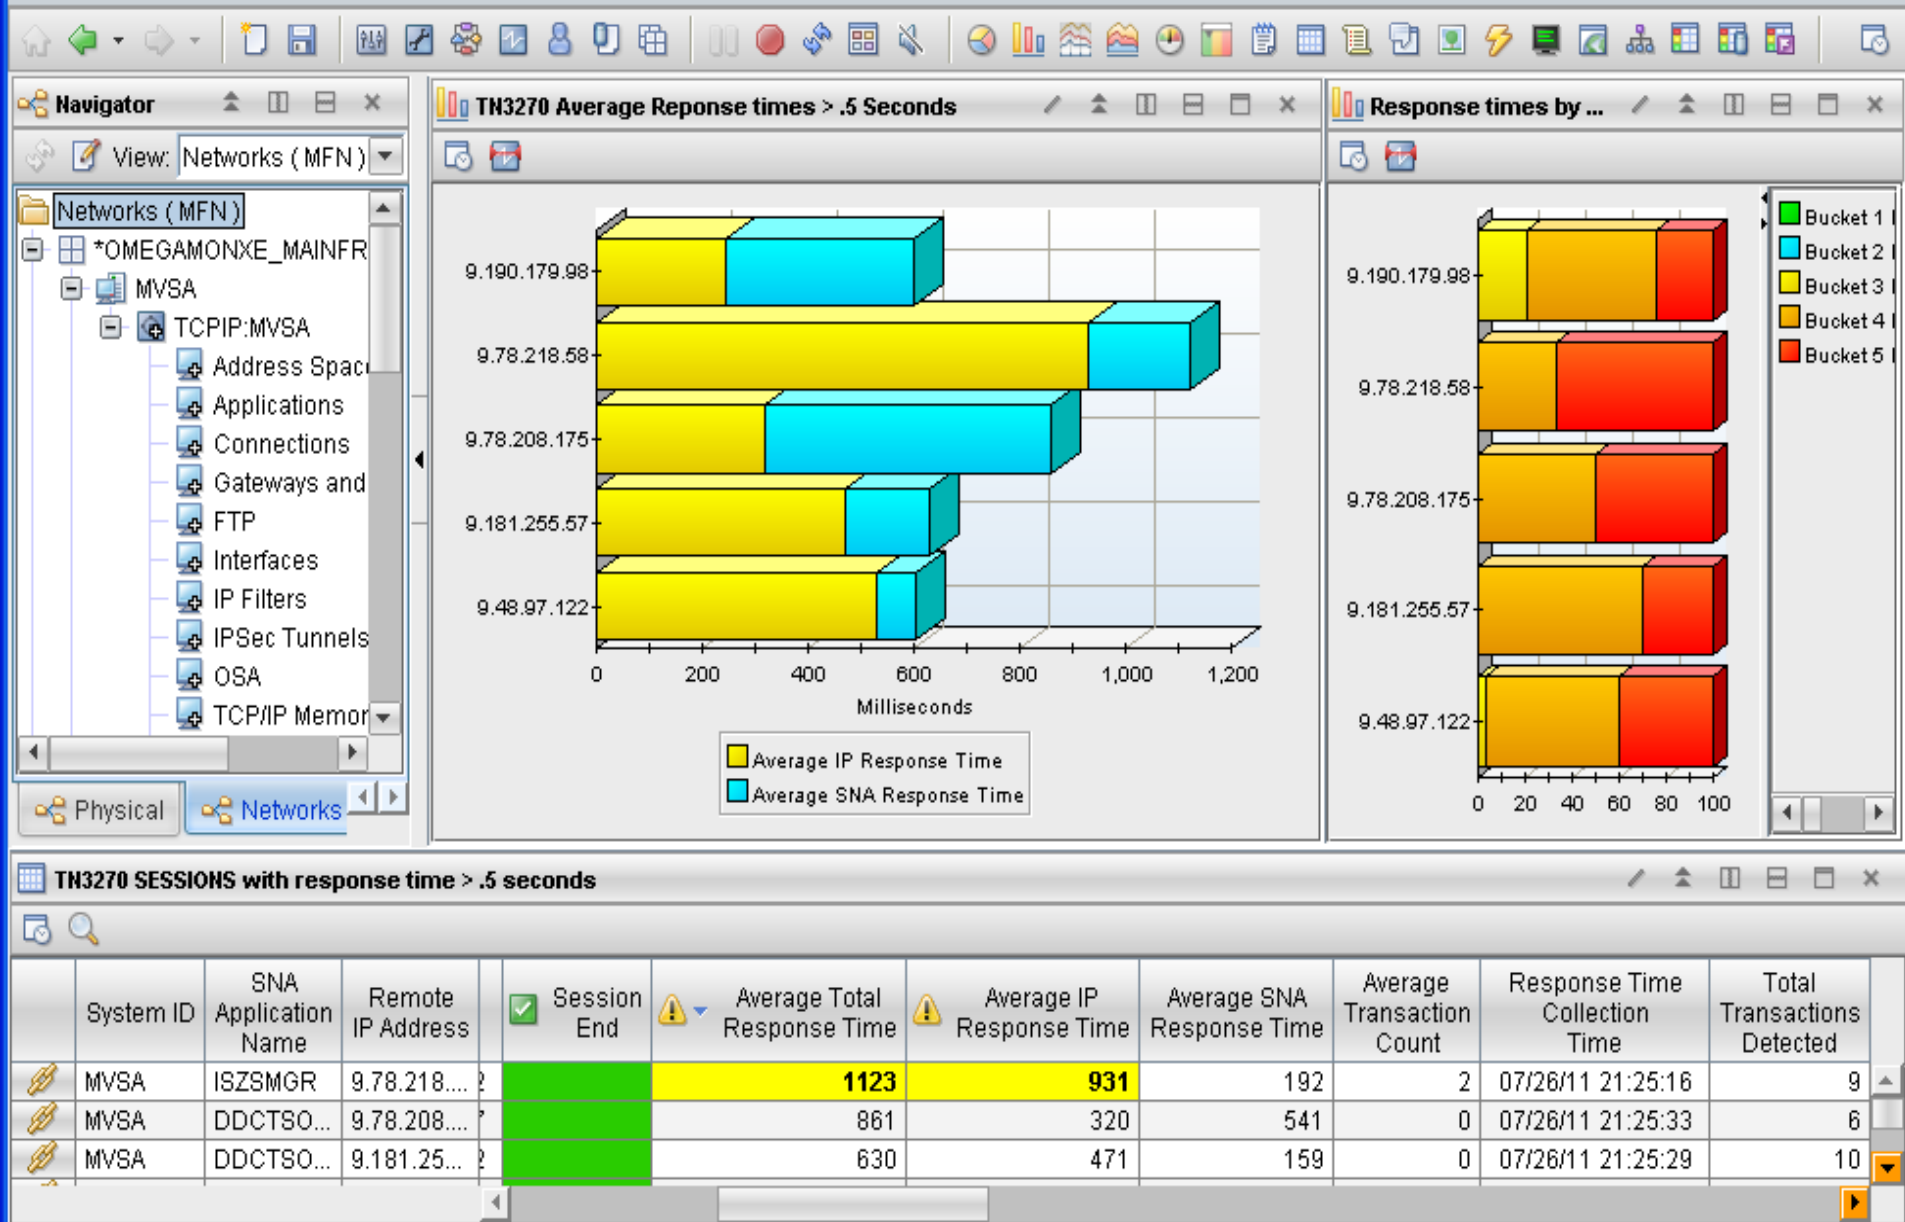 Navigator
View: Networks ( MFN )
Networks ( MFN )
*OMEGAMONXE_MAINFR
MVSA
TCPIP:MVSA
Address Spac
Applications
Connections
Gateways and
FTP
Interfaces
IP Filters
IPSec Tunnels
OSA
TCP/IP Memor
Physical
Networks
TN3270 Average Reponse times > .5 Seconds
9.190.179.98
9.78.218.58
9.78.208.175
9.181.255.57
9.48.97.122
0 200 400 600 800 1,000 1,200
Milliseconds
Average IP Response Time
Average SNA Response Time
Response times by ...
9.190.179.98
9.78.218.58
9.78.208.175
9.181.255.57
9.48.97.122
0 20 40 60 80 100
Bucket 1
Bucket 2
Bucket 3
Bucket 4
Bucket 5
TN3270 SESSIONS with response time > .5 seconds
System ID SNA Application Name Remote IP Address Session End Average Total Response Time Average IP Response Time Average SNA Response Time Average Transaction Count Response Time Collection Time Total Transactions Detected
MVSA ISZSMGR 9.78.218.... 1123 931 192 2 07/26/11 21:25:16 9
MVSA DDCTSO... 9.78.208.... 861 320 541 0 07/26/11 21:25:33 6
MVSA DDCTSO... 9.181.25... 630 471 159 0 07/26/11 21:25:29 10